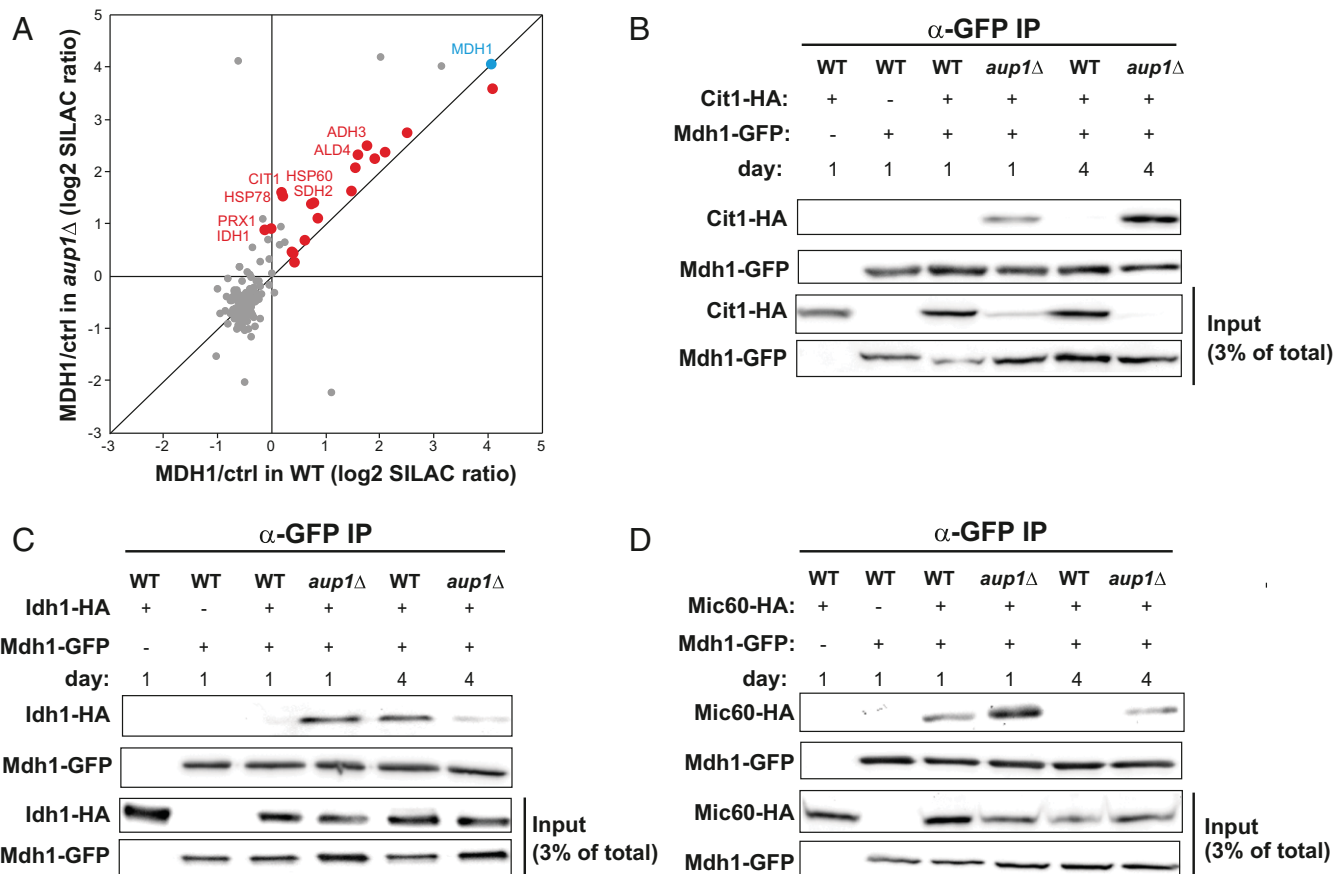 A
MDH1/ctrl in aup1Δ (log2 SILAC ratio)
5
4
3
2
1
0
-1
-2
-3
-3 -2 -1 0 1 2 3 4 5
MDH1
ADH3
ALD4
CIT1
HSP60
HSP78
SDH2
PRX1
IDH1
MDH1/ctrl in WT (log2 SILAC ratio)
B
α-GFP IP
WT WT WT aup1Δ WT aup1Δ
Cit1-HA: + - + + + +
Mdh1-GFP: - + + + + +
day: 1 1 1 1 4 4
Cit1-HA
Mdh1-GFP
Cit1-HA
Mdh1-GFP
Input
(3% of total)
C
α-GFP IP
WT WT WT aup1Δ WT aup1Δ
Idh1-HA: + - + + + +
Mdh1-GFP: - + + + + +
day: 1 1 1 1 4 4
Idh1-HA
Mdh1-GFP
Idh1-HA
Mdh1-GFP
Input
(3% of total)
D
α-GFP IP
WT WT WT aup1Δ WT aup1Δ
Mic60-HA: + - + + + +
Mdh1-GFP: - + + + + +
day: 1 1 1 1 4 4
Mic60-HA
Mdh1-GFP
Mic60-HA
Mdh1-GFP
Input
(3% of total)